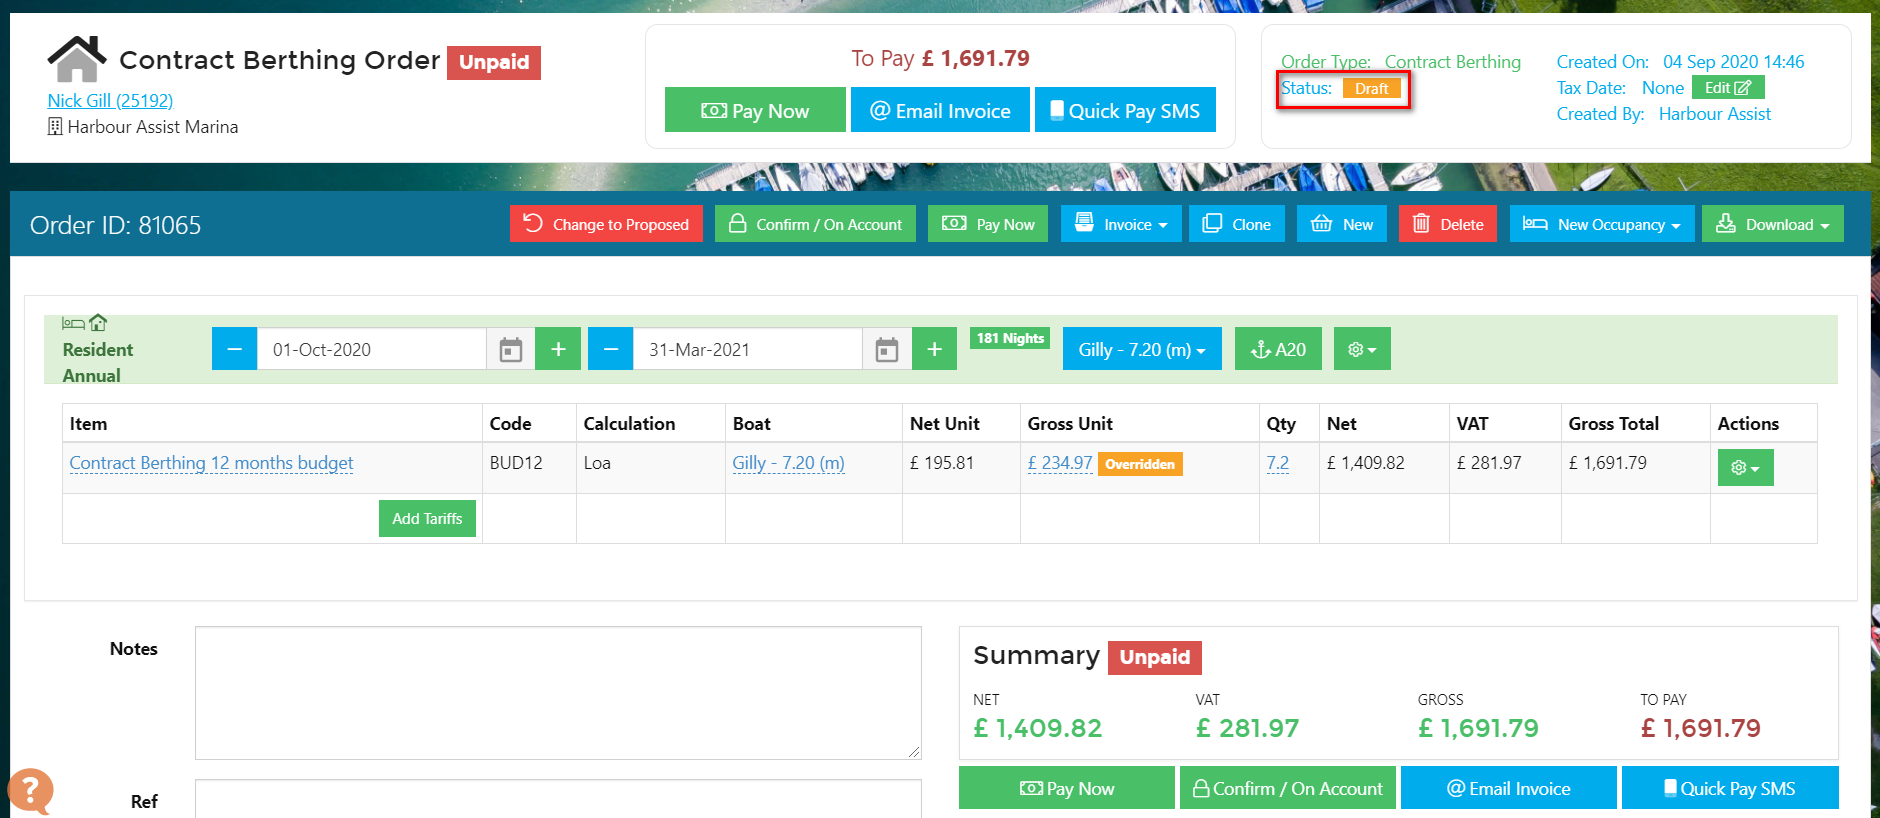 Contract Berthing Order Unpaid
Nick Gill (25192)
Harbour Assist Marina
To Pay £ 1,691.79
Pay Now @ Email Invoice Quick Pay SMS
Order Type: Contract Berthing
Status: Draft
Created On: 04 Sep 2020 14:46
Tax Date: None Edit
Created By: Harbour Assist
Order ID: 81065
Change to Proposed Confirm / On Account Pay Now Invoice Clone New Delete New Occupancy Download
Resident
Annual
− 01-Oct-2020 + − 31-Mar-2021 + 181 Nights Gilly - 7.20 (m) A20
Item Code Calculation Boat Net Unit Gross Unit Qty Net VAT Gross Total Actions
Contract Berthing 12 months budget BUD12 Loa Gilly - 7.20 (m) £ 195.81 £ 234.97 Overridden 7.2 £ 1,409.82 £ 281.97 £ 1,691.79
Add Tariffs
Notes
Ref
Summary Unpaid
NET VAT GROSS TO PAY
£ 1,409.82 £ 281.97 £ 1,691.79 £ 1,691.79
Pay Now Confirm / On Account @ Email Invoice Quick Pay SMS
?